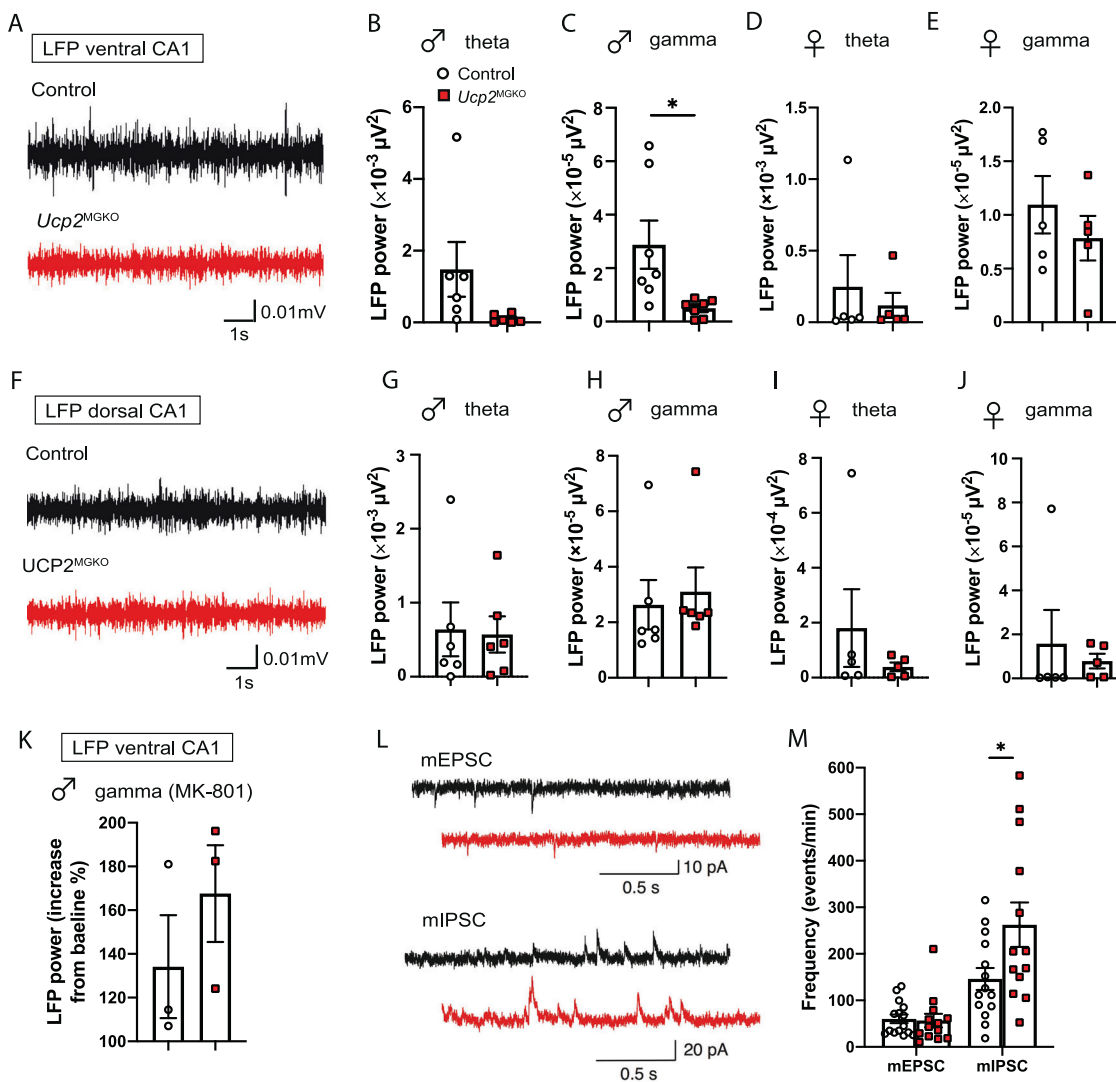 A
LFP ventral CA1
Control
Ucp2MGKO
0.01mV
1s
B
♂ theta
Control
Ucp2MGKO
LFP power (×10-3 µV2)
6
4
2
0
C
♂ gamma
LFP power (×10-5 µV2)
8
6
4
2
0
*
D
♀ theta
LFP power (×10-3 µV2)
1.5
1.0
0.5
0
E
♀ gamma
LFP power (×10-5 µV2)
2.0
1.5
1.0
0.5
0
F
LFP dorsal CA1
Control
UCP2MGKO
0.01mV
1s
G
♂ theta
LFP power (×10-3 µV2)
3
2
1
0
H
♂ gamma
LFP power (×10-5 µV2)
8
6
4
2
0
I
♀ theta
LFP power (×10-4 µV2)
8
6
4
2
0
J
♀ gamma
LFP power (×10-5 µV2)
10
8
6
4
2
0
K
LFP ventral CA1
♂ gamma (MK-801)
LFP power (increase
from baeline %)
200
180
160
140
120
100
L
mEPSC
10 pA
0.5 s
mIPSC
20 pA
0.5 s
M
Frequency (events/min)
600
500
400
300
200
100
0
*
mEPSC
mIPSC